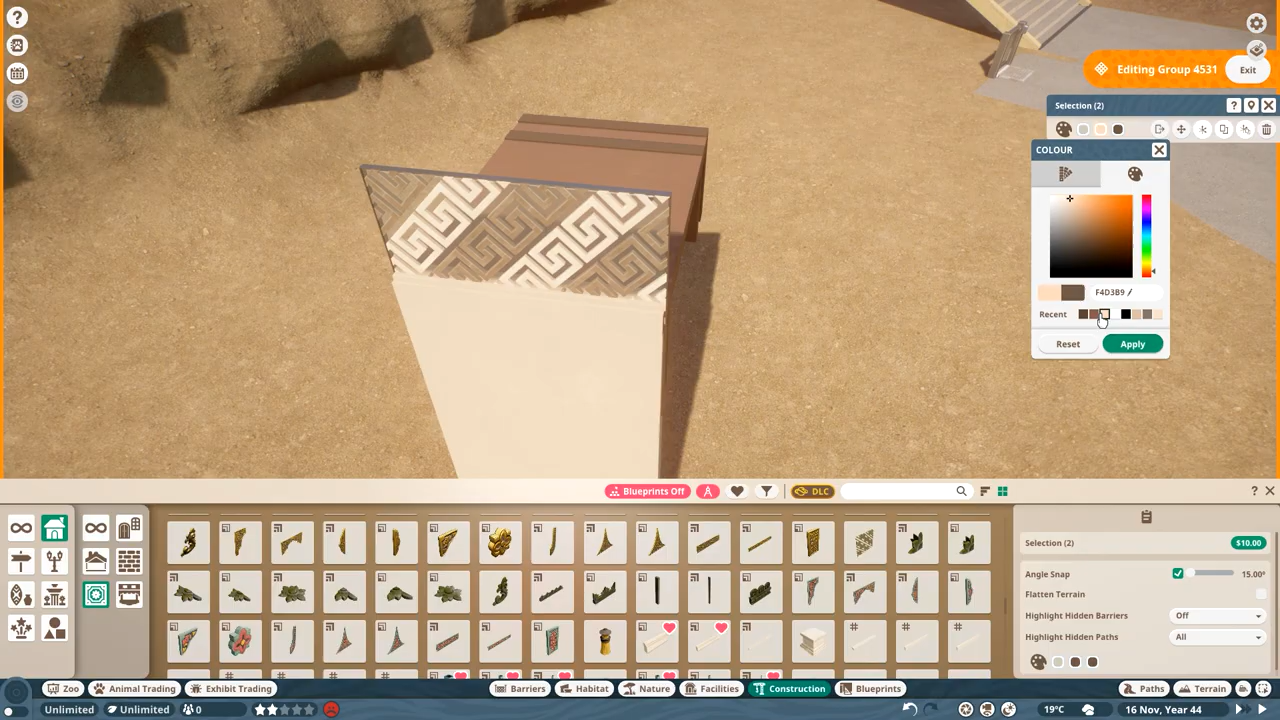 Editing Group 4531
Exit
Selection (2)
?
COLOUR
F4D3B9
Recent
Reset
Apply
Blueprints Off
DLC
?
Selection (2)
$10.00
Angle Snap
15.00°
Flatten Terrain
Highlight Hidden Barriers
Off
Highlight Hidden Paths
All
Zoo
Animal Trading
Exhibit Trading
Barriers
Habitat
Nature
Facilities
Construction
Blueprints
Paths
Terrain
Unlimited
Unlimited
0
19°C
16 Nov, Year 44